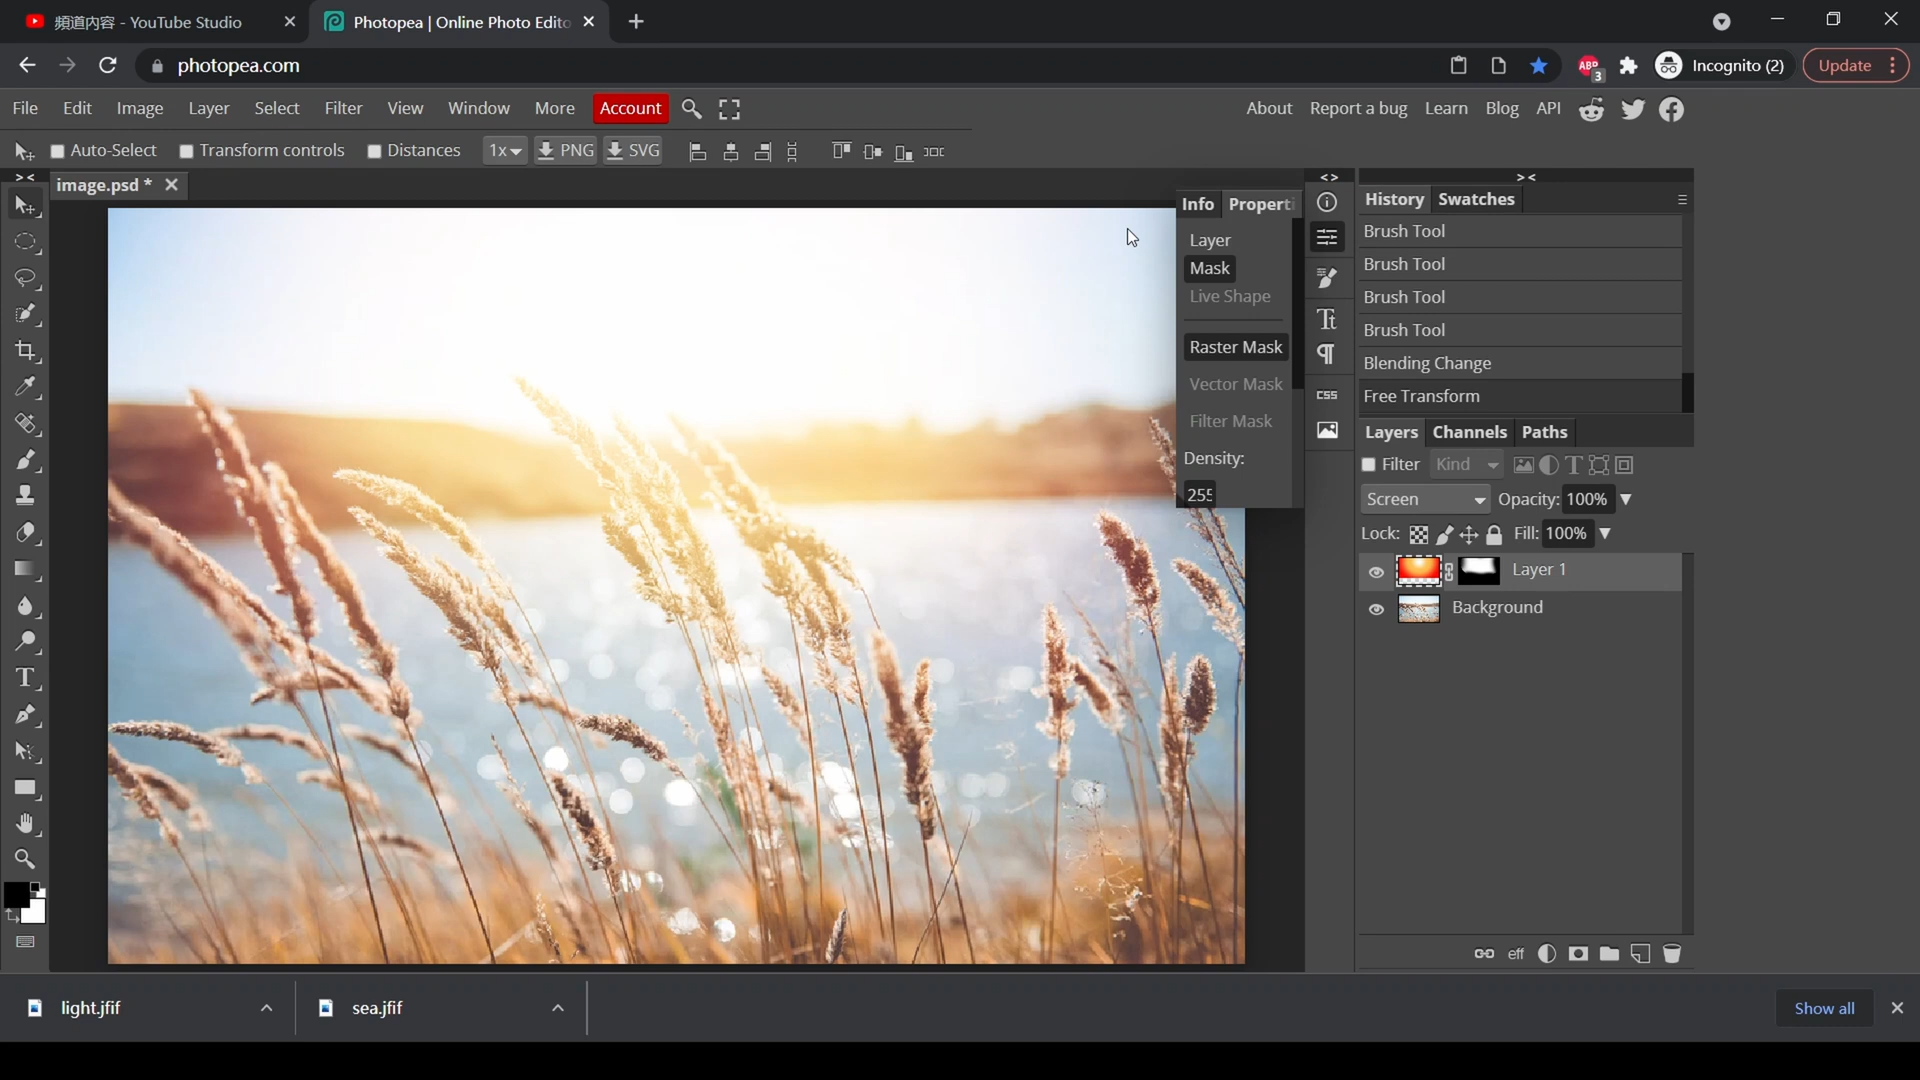 頻道內容 - YouTube Studio
Photopea | Online Photo Edito
photopea.com
ABP
3
Incognito (2)
Update
File Edit Image Layer Select Filter View Window More Account
About Report a bug Learn Blog API
Auto-Select Transform controls Distances 1x PNG SVG
image.psd *
Info Properti
Layer
Mask
Live Shape
Raster Mask
Vector Mask
Filter Mask
Density:
255
CSS
History Swatches
Brush Tool
Brush Tool
Brush Tool
Brush Tool
Blending Change
Free Transform
Layers Channels Paths
Filter Kind
Screen Opacity: 100%
Lock: Fill: 100%
Layer 1
Background
eff
light.jfif
sea.jfif
Show all